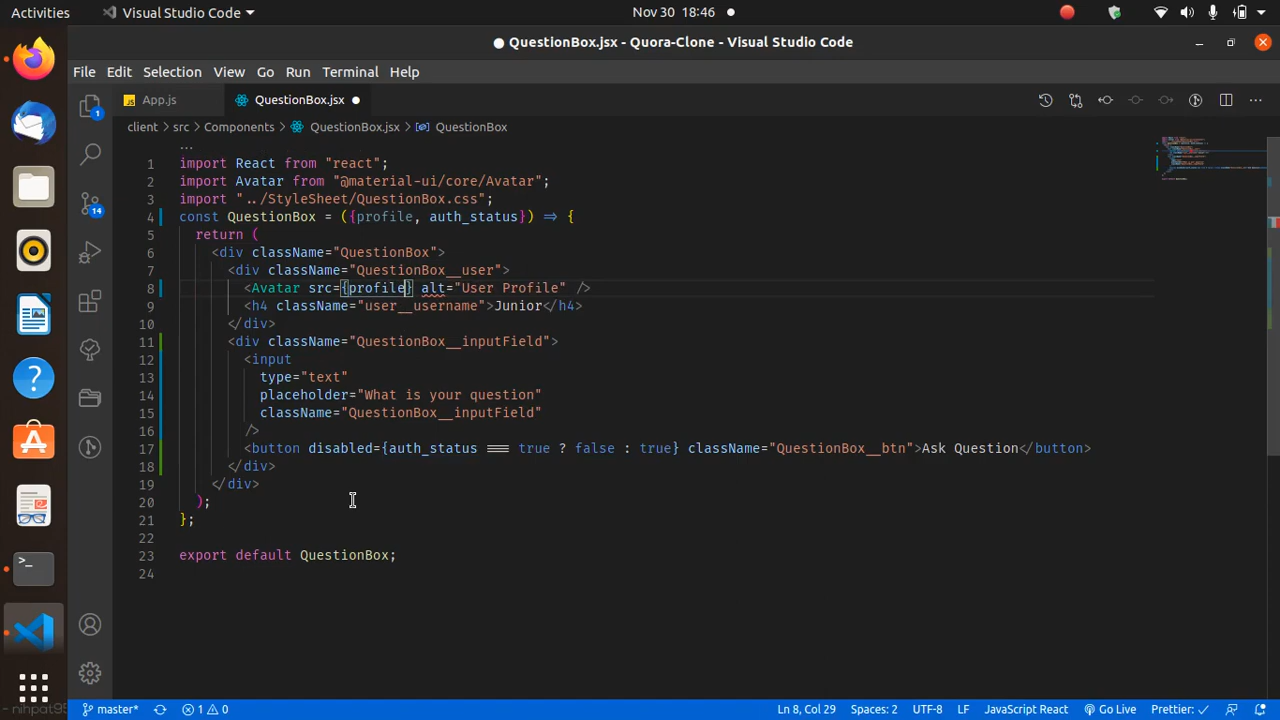 Activities
Visual Studio Code
Nov 30 18:46
QuestionBox.jsx - Quora-Clone - Visual Studio Code
File Edit Selection View Go Run Terminal Help
JS App.js
QuestionBox.jsx
client > src > Components > QuestionBox.jsx > QuestionBox
...
1 import React from "react";
2 import Avatar from "@material-ui/core/Avatar";
3 import "../StyleSheet/QuestionBox.css";
4 const QuestionBox = ({profile, auth_status}) => {
5 return (
6 <div className="QuestionBox">
7 <div className="QuestionBox__user">
8 <Avatar src={profile} alt="User Profile" />
9 <h4 className="user__username">Junior</h4>
10 </div>
11 <div className="QuestionBox__inputField">
12 <input
13 type="text"
14 placeholder="What is your question"
15 className="QuestionBox__inputField"
16 />
17 <button disabled={auth_status === true ? false : true} className="QuestionBox__btn">Ask Question</button>
18 </div>
19 </div>
20 );
21 };
22
23 export default QuestionBox;
24
1
14
master*
1 0
Ln 8, Col 29
Spaces: 2
UTF-8
LF
JavaScript React
Go Live
Prettier: ✓